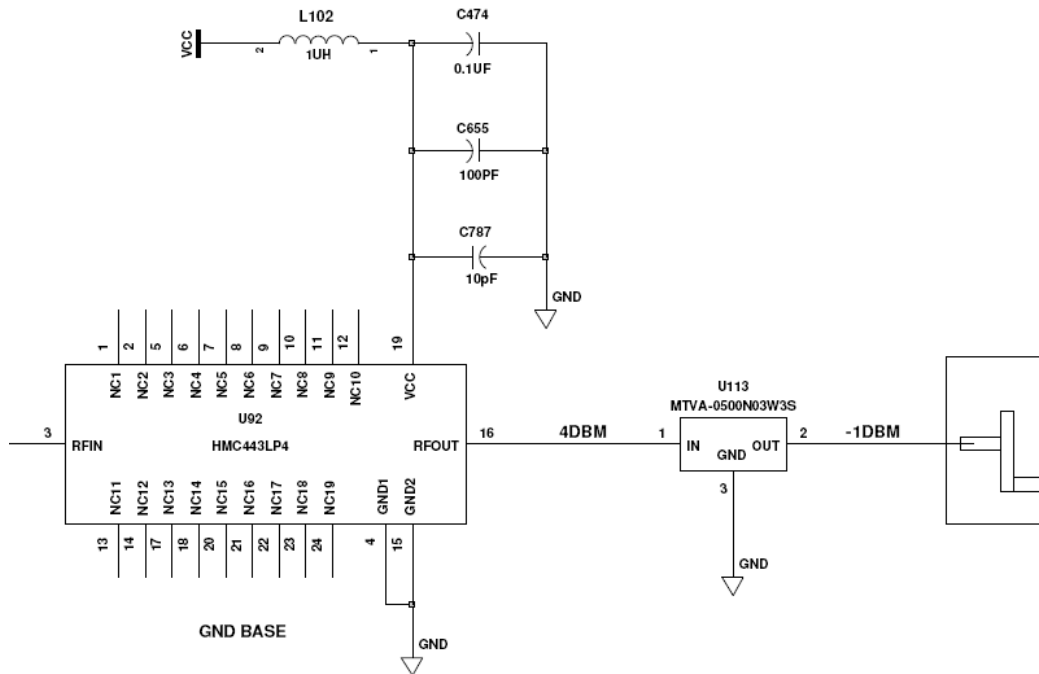 L102
C474
VCC
2
1UH
1
0.1UF
C655
100PF
C787
10pF
GND
1 2 5 6 7 8 9 10 11 12 19
NC1 NC2 NC3 NC4 NC5 NC6 NC7 NC8 NC9 NC10 VCC
U92
HMC443LP4
3 RFIN
RFOUT 16
4DBM
U113
MTVA-0500N03W3S
1 IN GND OUT 2
3
-1DBM
GND
NC11 NC12 NC13 NC14 NC15 NC16 NC17 NC18 NC19 GND1 GND2
13 14 17 18 20 21 22 23 24 4 15
GND BASE
GND